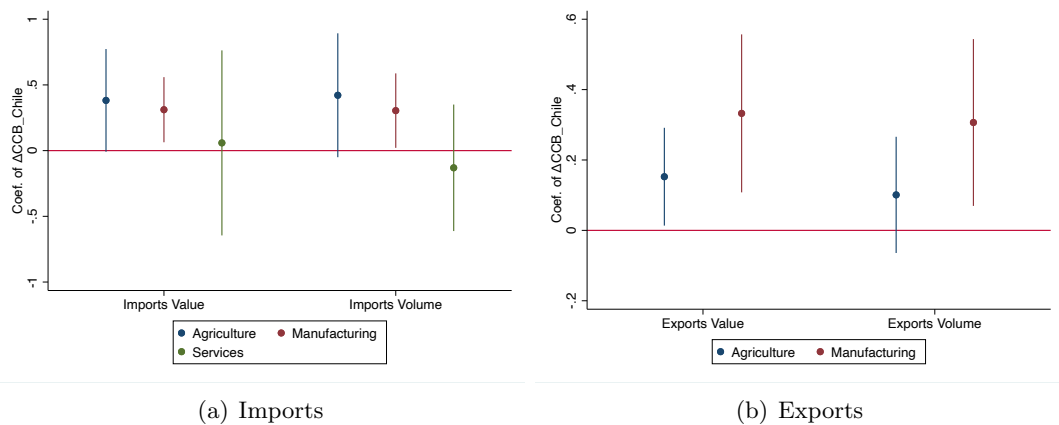 Coef. of ΔCCB_Chile
1
.5
0
-.5
-1
Imports Value
Imports Volume
Agriculture
Manufacturing
Services
(a) Imports
Coef. of ΔCCB_Chile
.6
.4
.2
0
-.2
Exports Value
Exports Volume
Agriculture
Manufacturing
(b) Exports